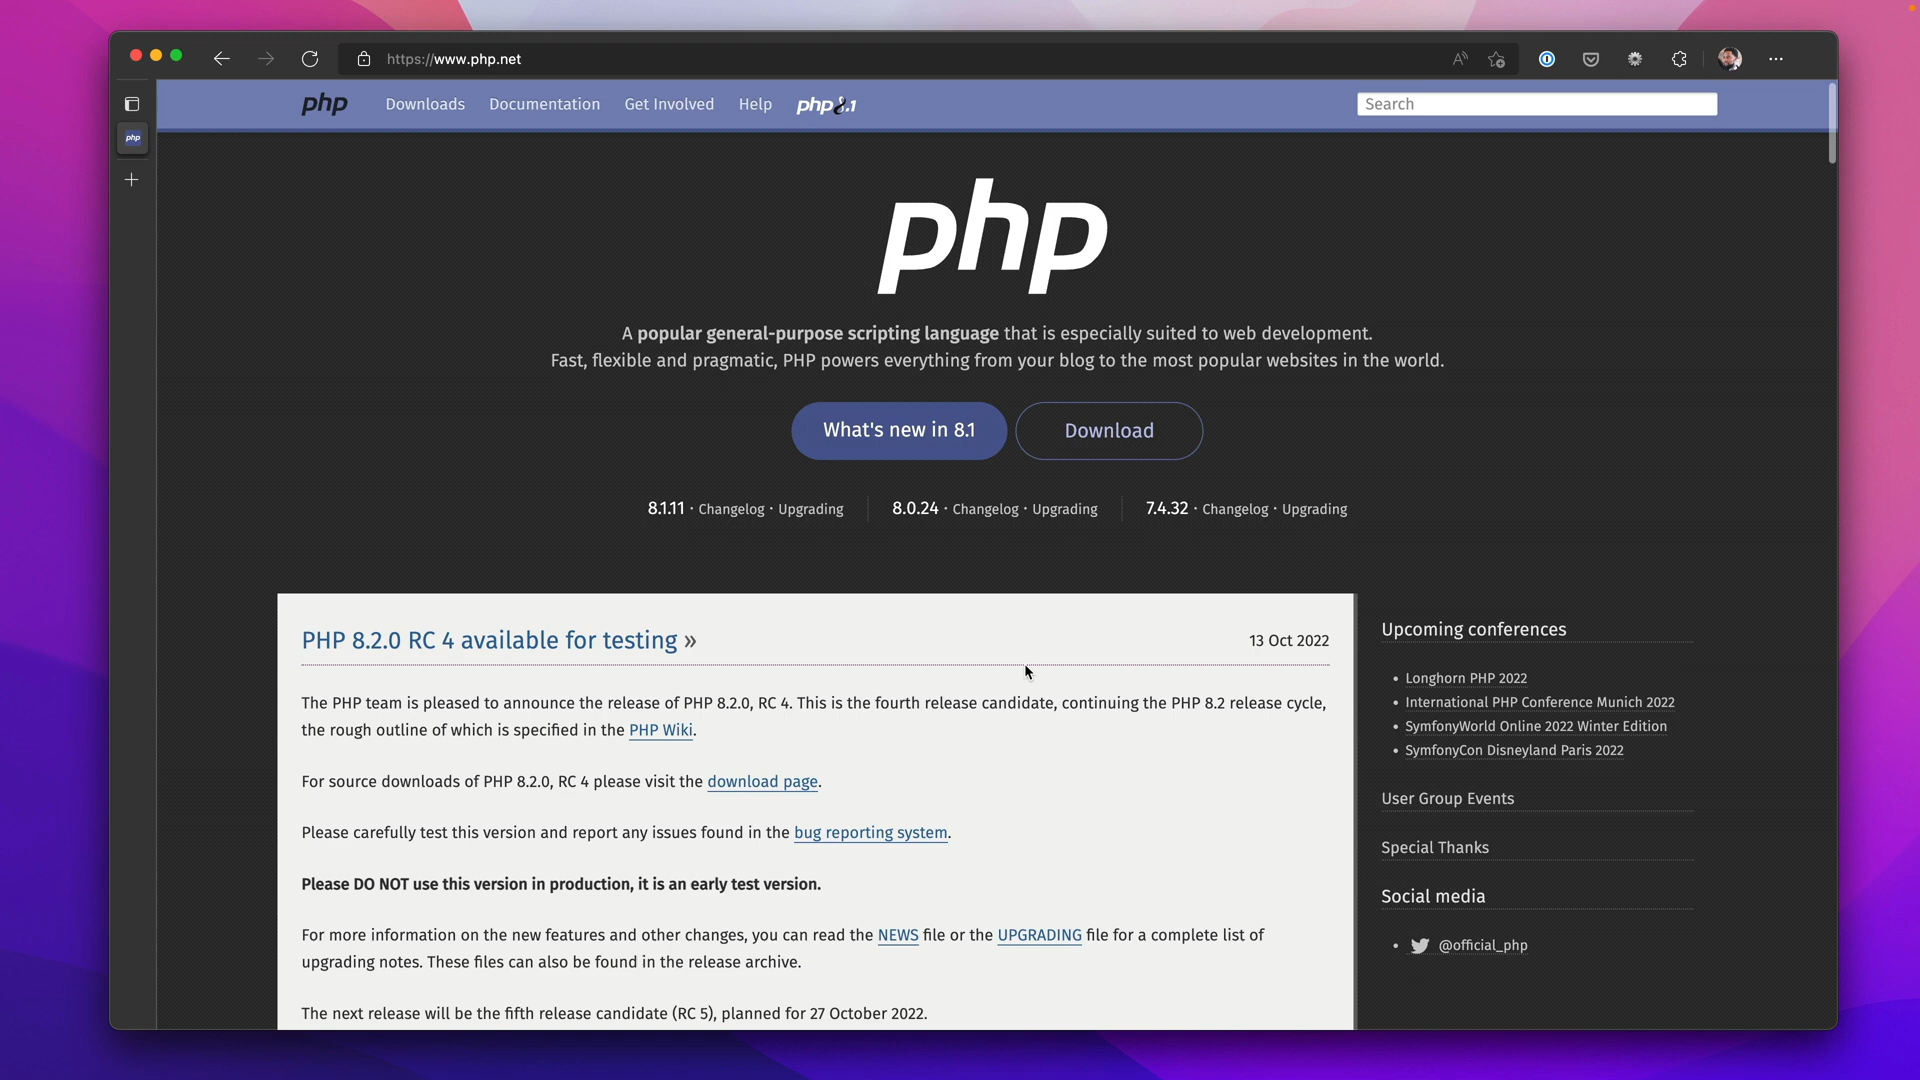 https://www.php.net
php Downloads Documentation Get Involved Help php8.1 Search
php
php
A popular general-purpose scripting language that is especially suited to web development.
Fast, flexible and pragmatic, PHP powers everything from your blog to the most popular websites in the world.
What's new in 8.1 Download
8.1.11 · Changelog · Upgrading 8.0.24 · Changelog · Upgrading 7.4.32 · Changelog · Upgrading
PHP 8.2.0 RC 4 available for testing » 13 Oct 2022
The PHP team is pleased to announce the release of PHP 8.2.0, RC 4. This is the fourth release candidate, continuing the PHP 8.2 release cycle,
the rough outline of which is specified in the PHP Wiki.
For source downloads of PHP 8.2.0, RC 4 please visit the download page.
Please carefully test this version and report any issues found in the bug reporting system.
Please DO NOT use this version in production, it is an early test version.
For more information on the new features and other changes, you can read the NEWS file or the UPGRADING file for a complete list of
upgrading notes. These files can also be found in the release archive.
The next release will be the fifth release candidate (RC 5), planned for 27 October 2022.
Upcoming conferences
• Longhorn PHP 2022
• International PHP Conference Munich 2022
• SymfonyWorld Online 2022 Winter Edition
• SymfonyCon Disneyland Paris 2022
User Group Events
Special Thanks
Social media
• @official_php